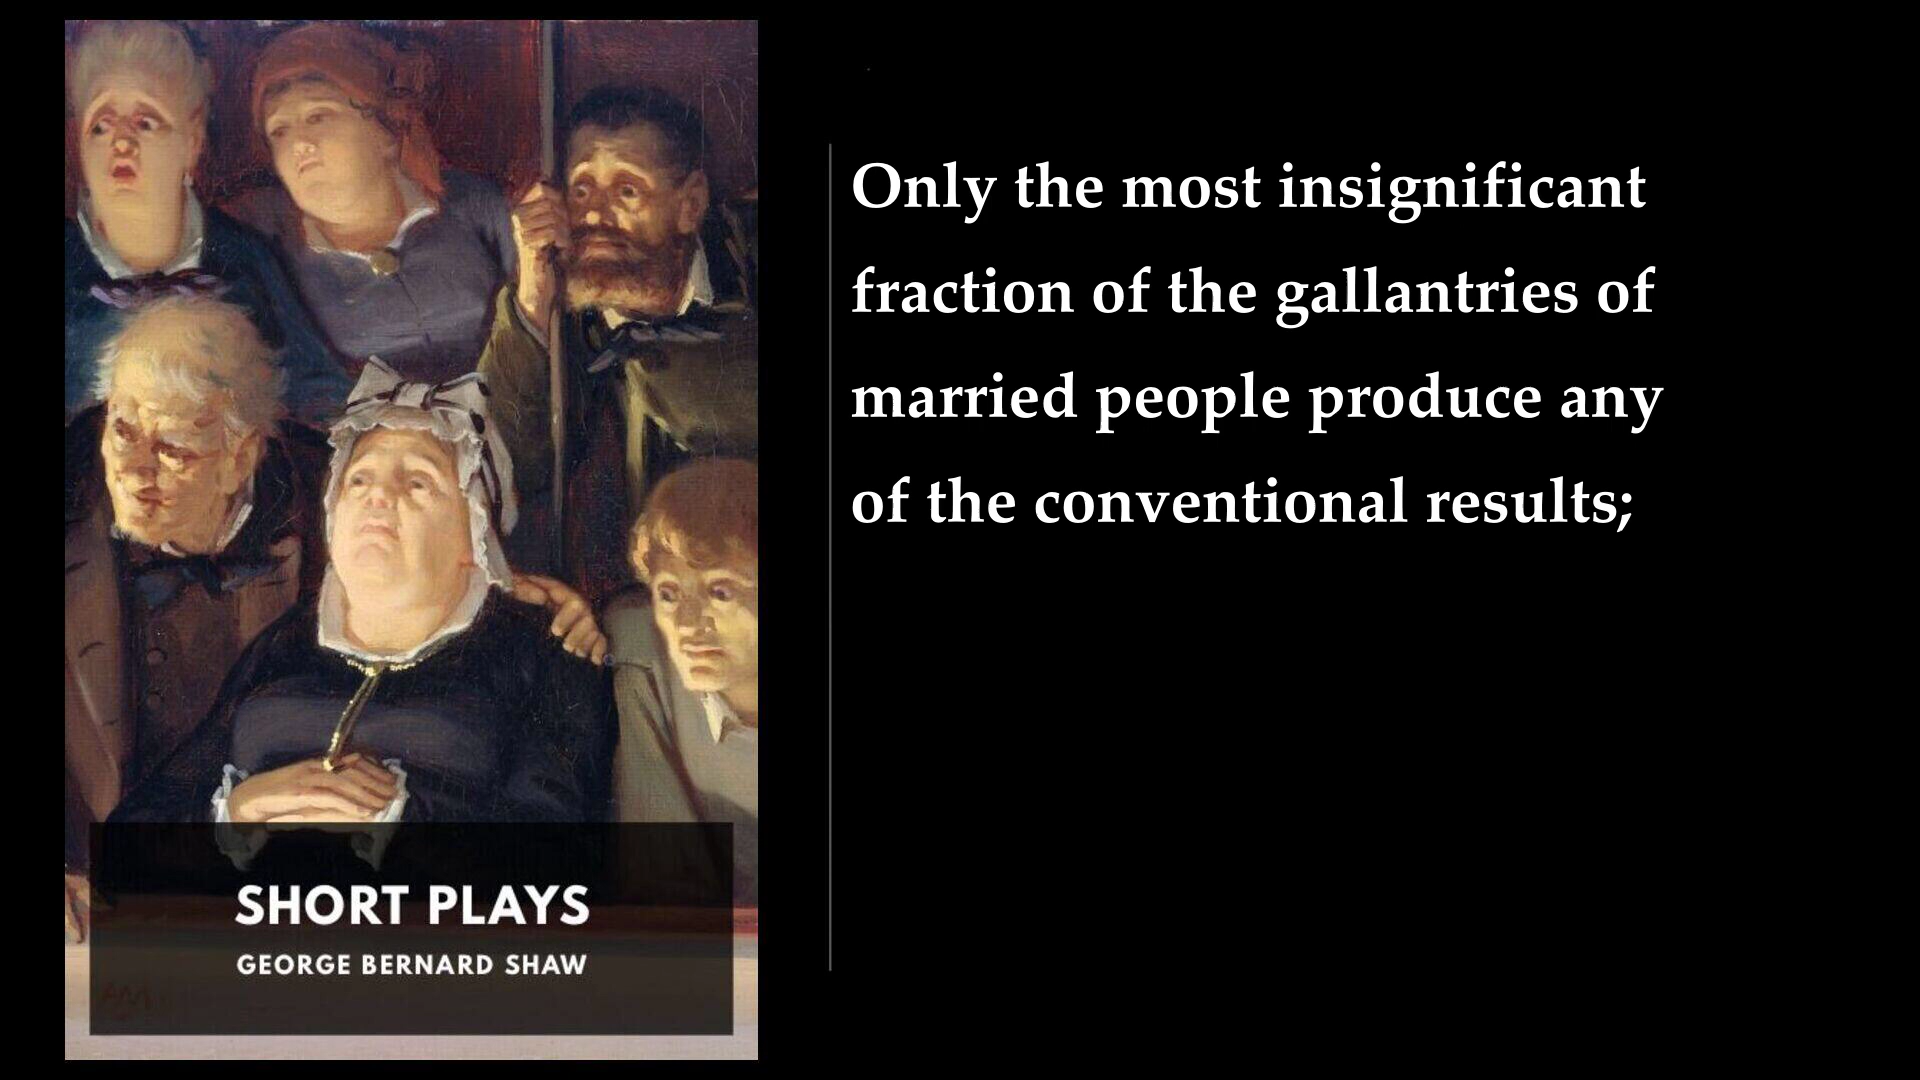 Only the most insignificant
fraction of the gallantries of
married people produce any
of the conventional results;
SHORT PLAYS
GEORGE BERNARD SHAW